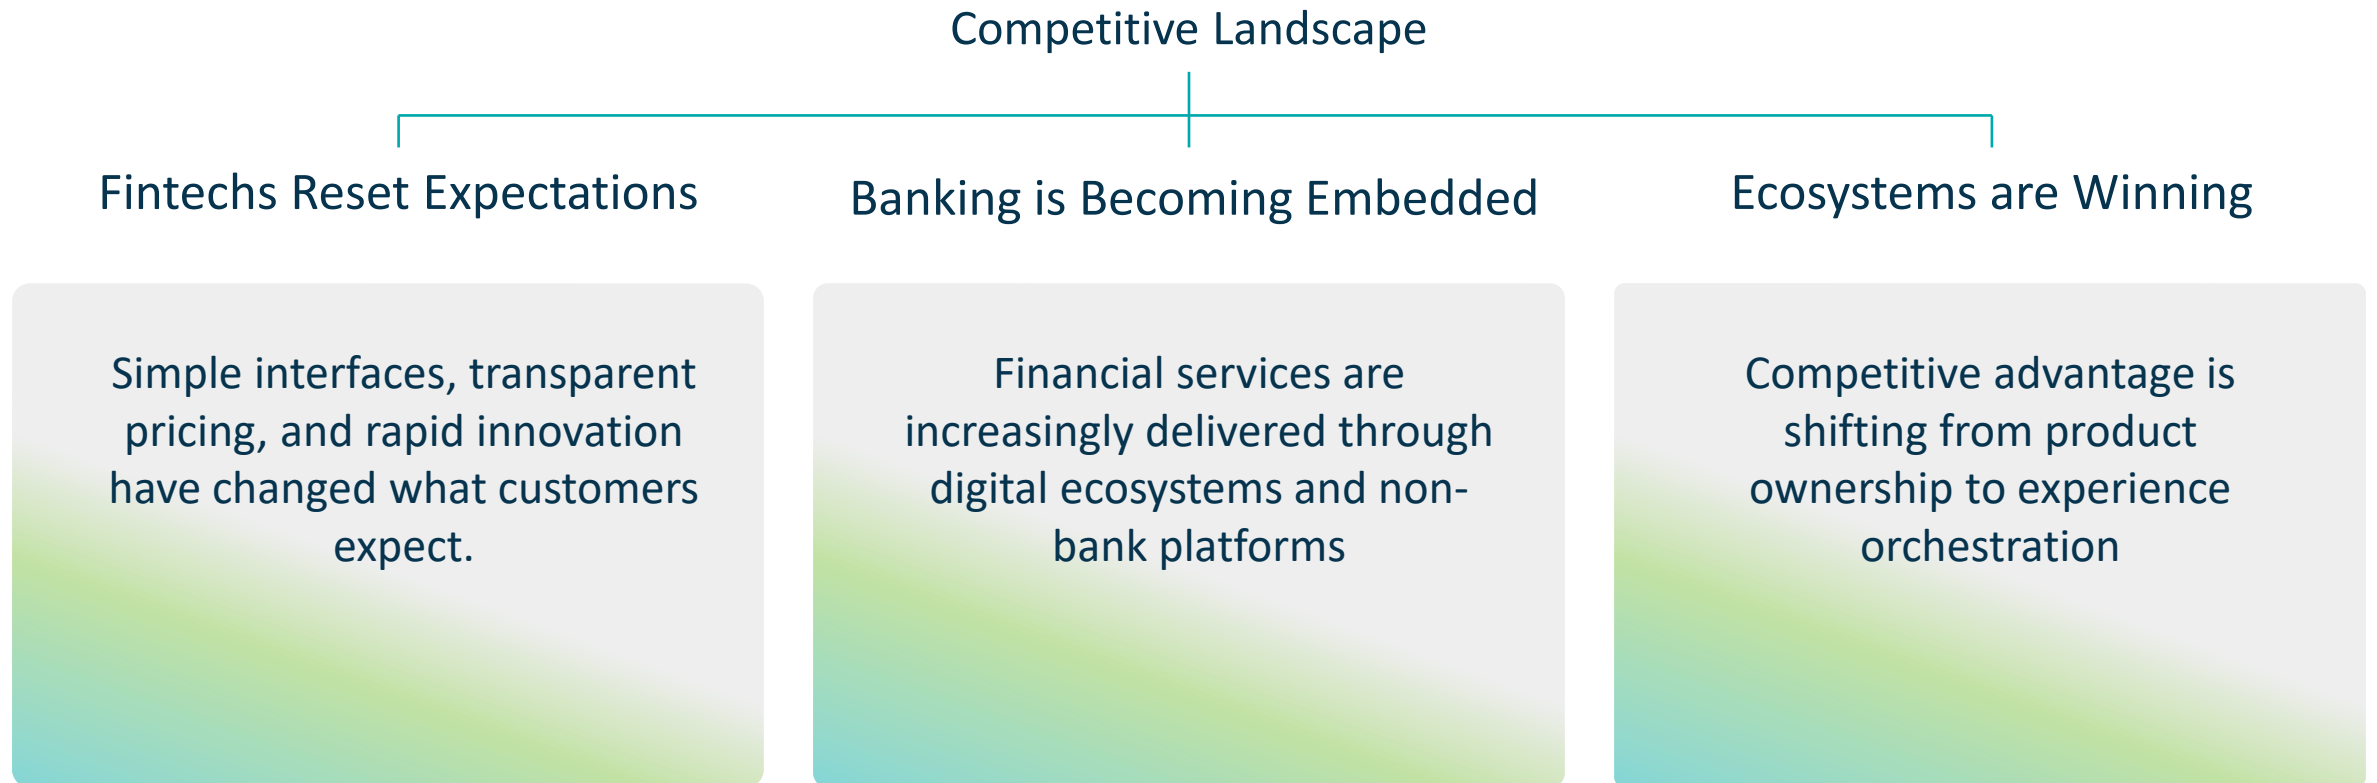 Competitive Landscape
Fintechs Reset Expectations
Banking is Becoming Embedded
Ecosystems are Winning
Simple interfaces, transparent
pricing, and rapid innovation
have changed what customers
expect.
Financial services are
increasingly delivered through
digital ecosystems and non-
bank platforms
Competitive advantage is
shifting from product
ownership to experience
orchestration